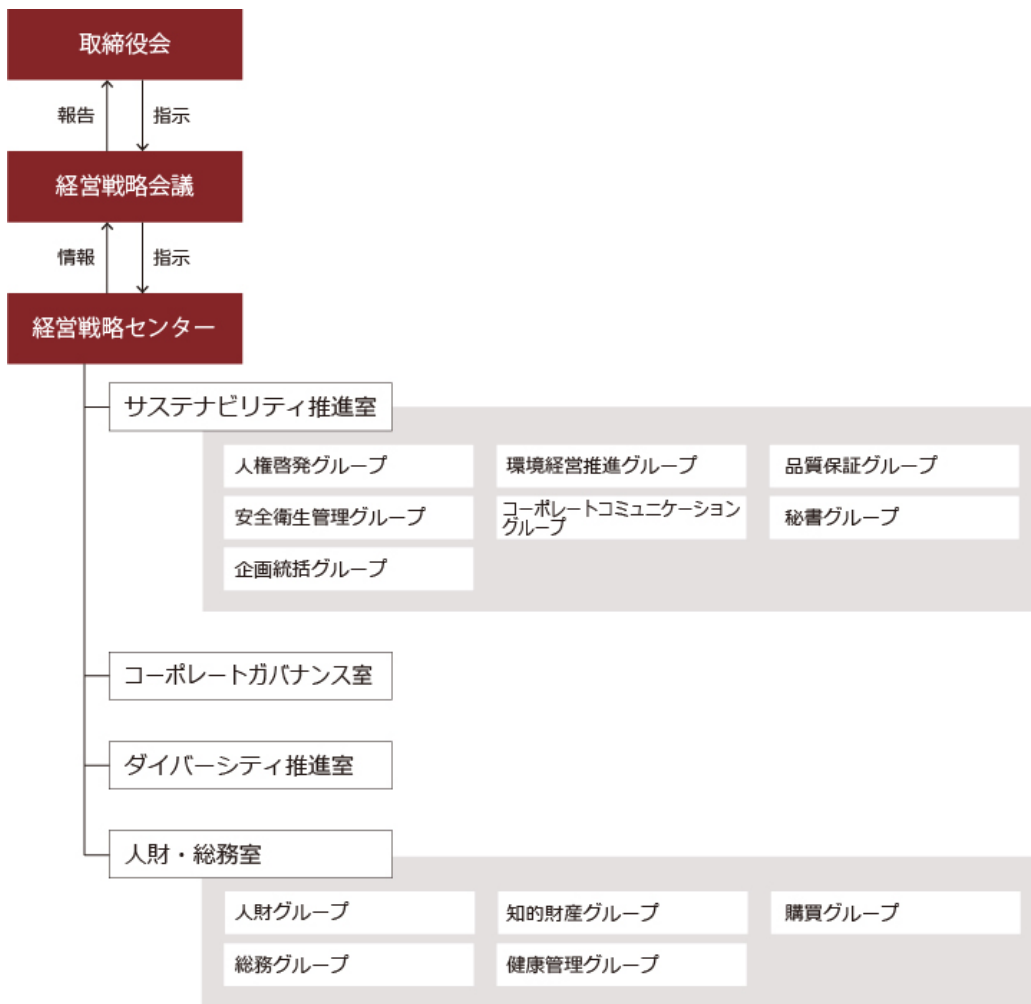 取締役会
報告
指示
経営戦略会議
情報
指示
経営戦略センター
サステナビリティ推進室
人権啓発グループ
環境経営推進グループ
品質保証グループ
安全衛生管理グループ
コーポレートコミュニケーション
グループ
秘書グループ
企画統括グループ
コーポレートガバナンス室
ダイバーシティ推進室
人財・総務室
人財グループ
知的財産グループ
購買グループ
総務グループ
健康管理グループ